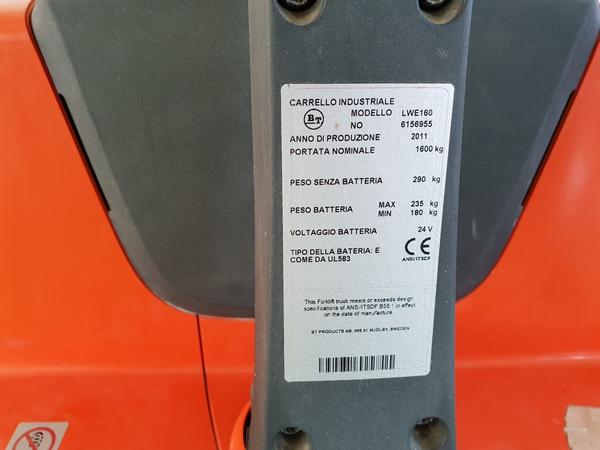 CARRELLO INDUSTRIALE
BT MODELLO LWE160
NO 6156955
ANNO DI PRODUZIONE 2011
PORTATA NOMINALE 1600 kg
PESO SENZA BATTERIA 290 kg
PESO BATTERIA MAX 235 kg
MIN 180 kg
VOLTAGGIO BATTERIA 24 V
TIPO DELLA BATERIA: E
COME DA UL583
CE
ANSI/ITSDF
This Forklift truck meets or exceeds design
specifications of ANSI/ITSDF B56.1 in effect
on the date of manufacture
BT PRODUCTS AB, 595 81 MJÖLBY, SWEDEN